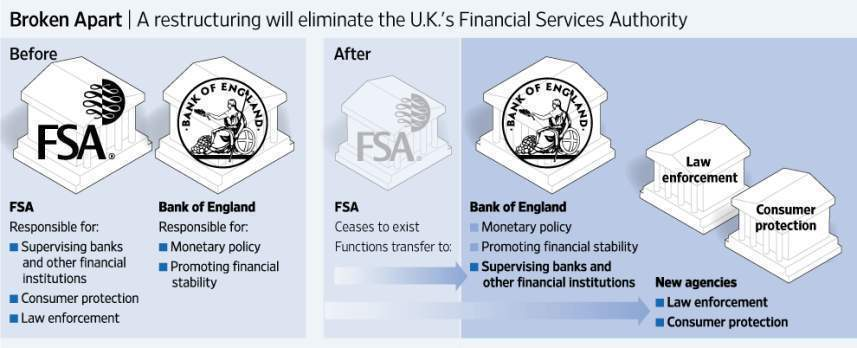 Broken Apart | A restructuring will eliminate the U.K.'s Financial Services Authority
Before
FSA
BANK OF ENGLAND
FSA
Responsible for:
Supervising banks
and other financial
institutions
Consumer protection
Law enforcement
Bank of England
Responsible for:
Monetary policy
Promoting financial
stability
After
FSA
BANK OF ENGLAND
Law
enforcement
Consumer
protection
FSA
Ceases to exist
Functions transfer to:
Bank of England
Monetary policy
Promoting financial stability
Supervising banks and
other financial institutions
New agencies
Law enforcement
Consumer protection